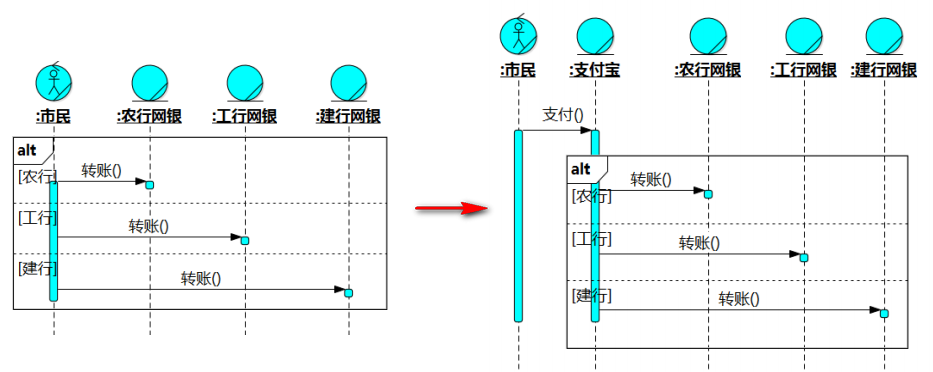 :市民 :农行网银 :工行网银 :建行网银
alt
[农行] 转账()
[工行] 转账()
[建行] 转账()
:市民 :支付宝 :农行网银 :工行网银 :建行网银
支付()
alt
转账()
[农行]
[工行] 转账()
[建行] 转账()